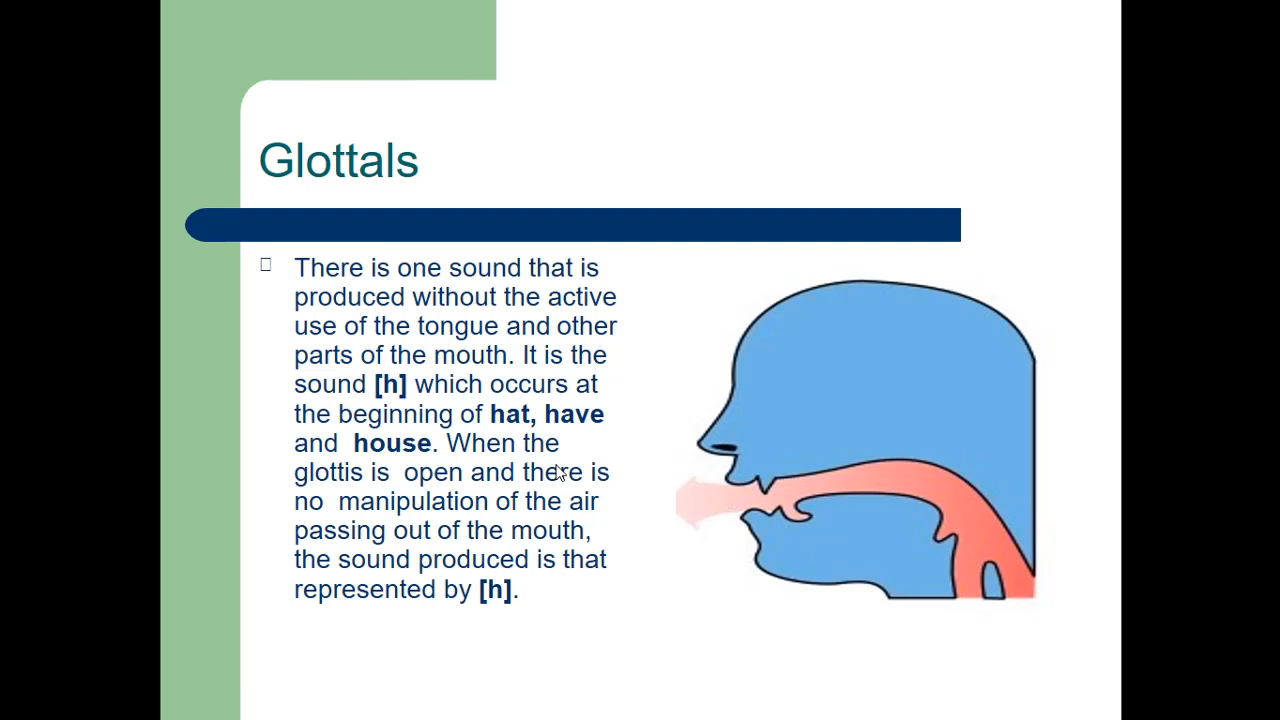 Glottals
There is one sound that is
produced without the active
use of the tongue and other
parts of the mouth. It is the
sound [h] which occurs at
the beginning of hat, have
and house. When the
glottis is open and there is
no manipulation of the air
passing out of the mouth,
the sound produced is that
represented by [h].